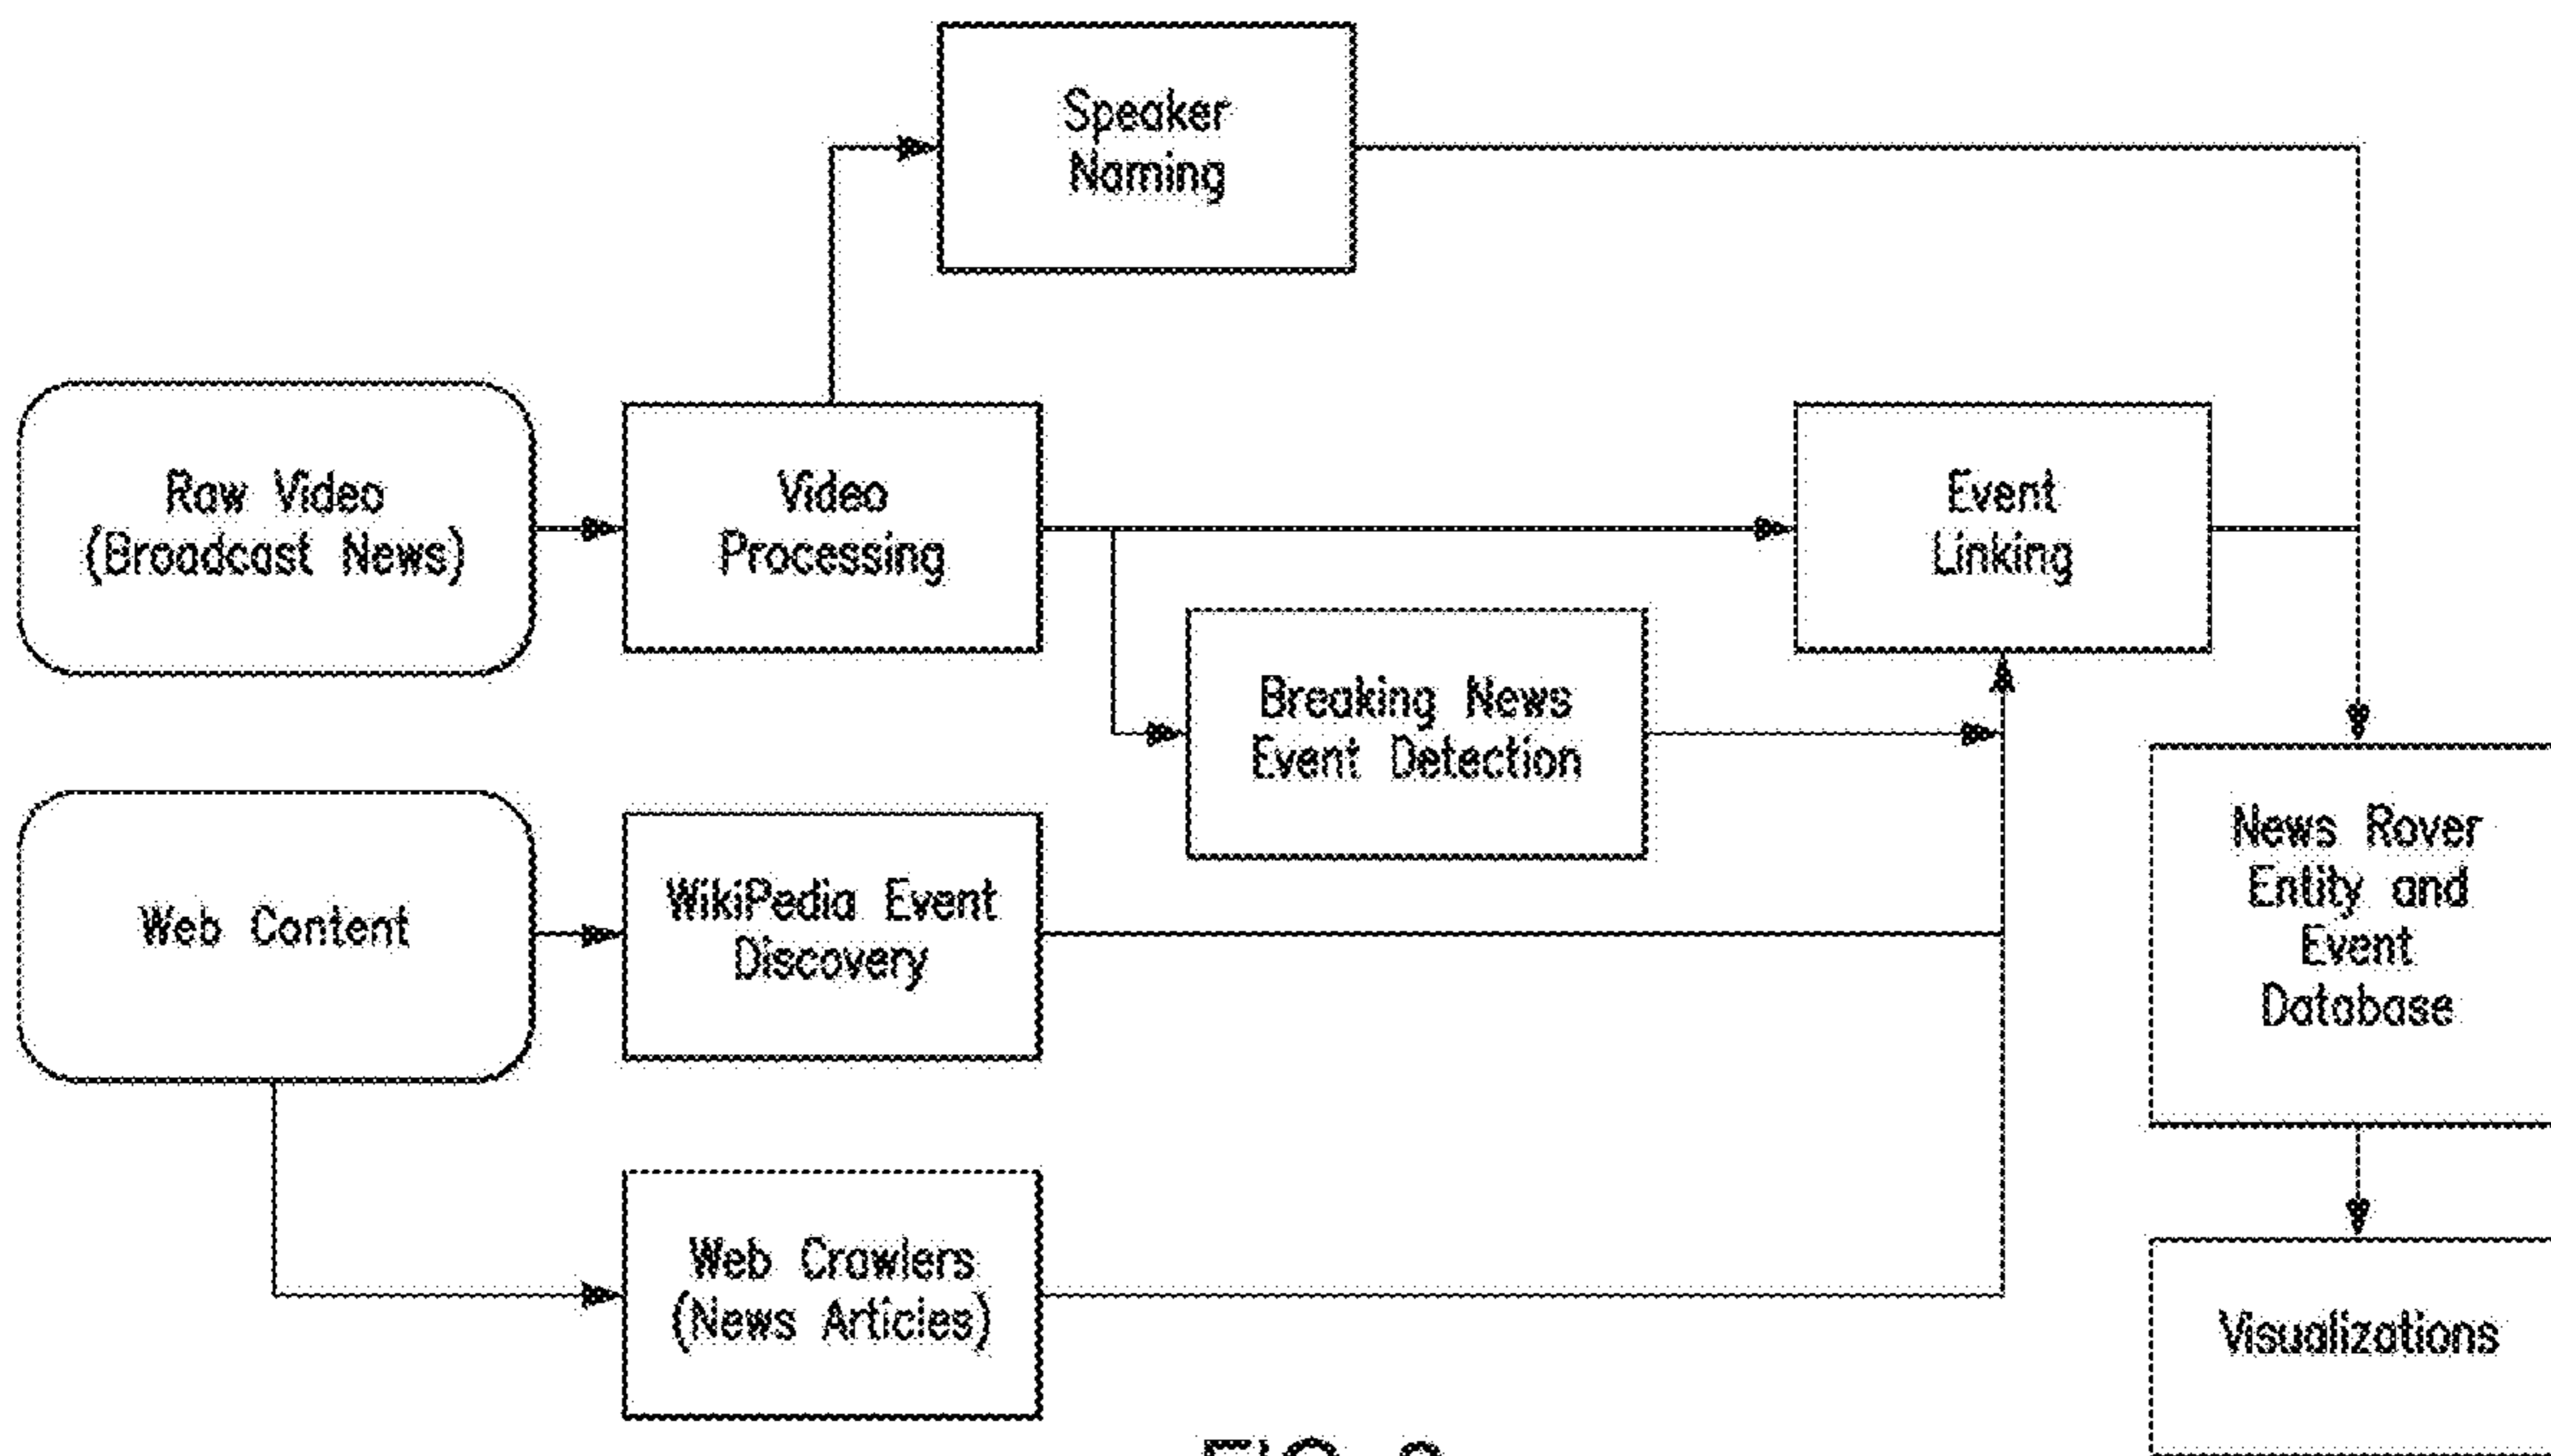 Speaker
Naming
Raw Video
(Broadcast News)
Video
Processing
Event
Linking
Breaking News
Event Detection
Web Content
WikiPedia Event
Discovery
News Rover
Entity and
Event
Database
Web Crawlers
(News Articles)
Visualizations